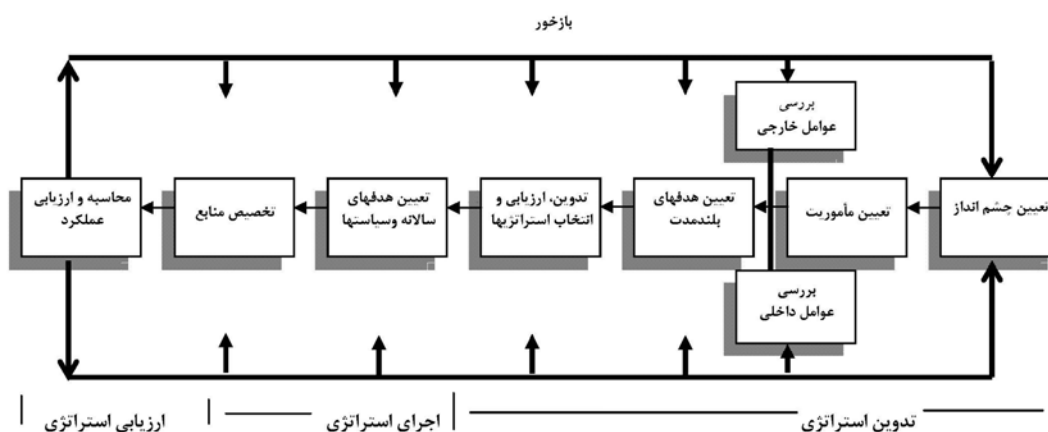 بازخور
بررسی
عوامل خارجی
تعیین چشم انداز
تعیین مأموریت
تعیین هدفهای
بلندمدت
تدوین، ارزیابی و
انتخاب استراتژیها
تعیین هدفهای
سالانه وسیاستها
تخصیص منابع
محاسبه و ارزیابی
عملکرد
بررسی
عوامل داخلی
تدوین استراتژی
اجرای استراتژی
ارزیابی استراتژی